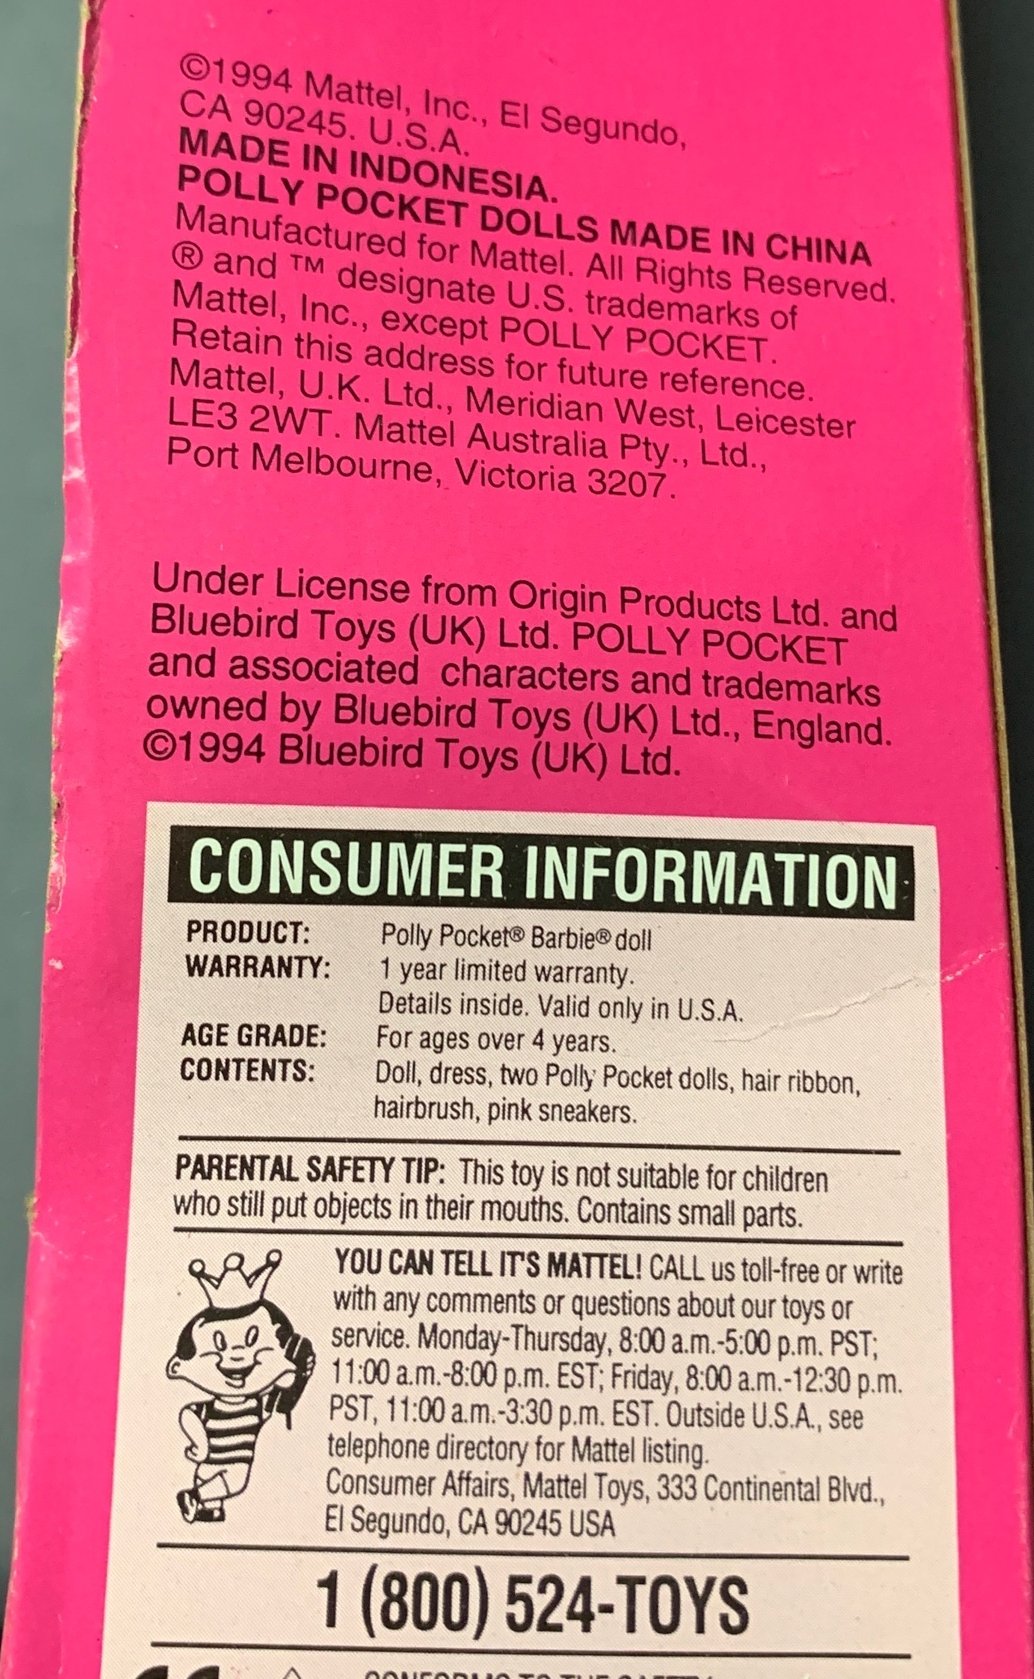 ©1994 Mattel, Inc., El Segundo,
CA 90245. U.S.A.
MADE IN INDONESIA.
POLLY POCKET DOLLS MADE IN CHINA
Manufactured for Mattel. All Rights Reserved.
® and ™ designate U.S. trademarks of
Mattel, Inc., except POLLY POCKET.
Retain this address for future reference.
Mattel, U.K. Ltd., Meridian West, Leicester
LE3 2WT. Mattel Australia Pty., Ltd.,
Port Melbourne, Victoria 3207.
Under License from Origin Products Ltd. and
Bluebird Toys (UK) Ltd. POLLY POCKET
and associated characters and trademarks
owned by Bluebird Toys (UK) Ltd., England.
©1994 Bluebird Toys (UK) Ltd.
CONSUMER INFORMATION
PRODUCT: Polly Pocket® Barbie® doll
WARRANTY: 1 year limited warranty.
Details inside. Valid only in U.S.A.
AGE GRADE: For ages over 4 years.
CONTENTS: Doll, dress, two Polly Pocket dolls, hair ribbon,
hairbrush, pink sneakers.
PARENTAL SAFETY TIP: This toy is not suitable for children
who still put objects in their mouths. Contains small parts.
YOU CAN TELL IT'S MATTEL! CALL us toll-free or write
with any comments or questions about our toys or
service. Monday-Thursday, 8:00 a.m.-5:00 p.m. PST;
11:00 a.m.-8:00 p.m. EST; Friday, 8:00 a.m.-12:30 p.m.
PST, 11:00 a.m.-3:30 p.m. EST. Outside U.S.A., see
telephone directory for Mattel listing.
Consumer Affairs, Mattel Toys, 333 Continental Blvd.,
El Segundo, CA 90245 USA
1 (800) 524-TOYS